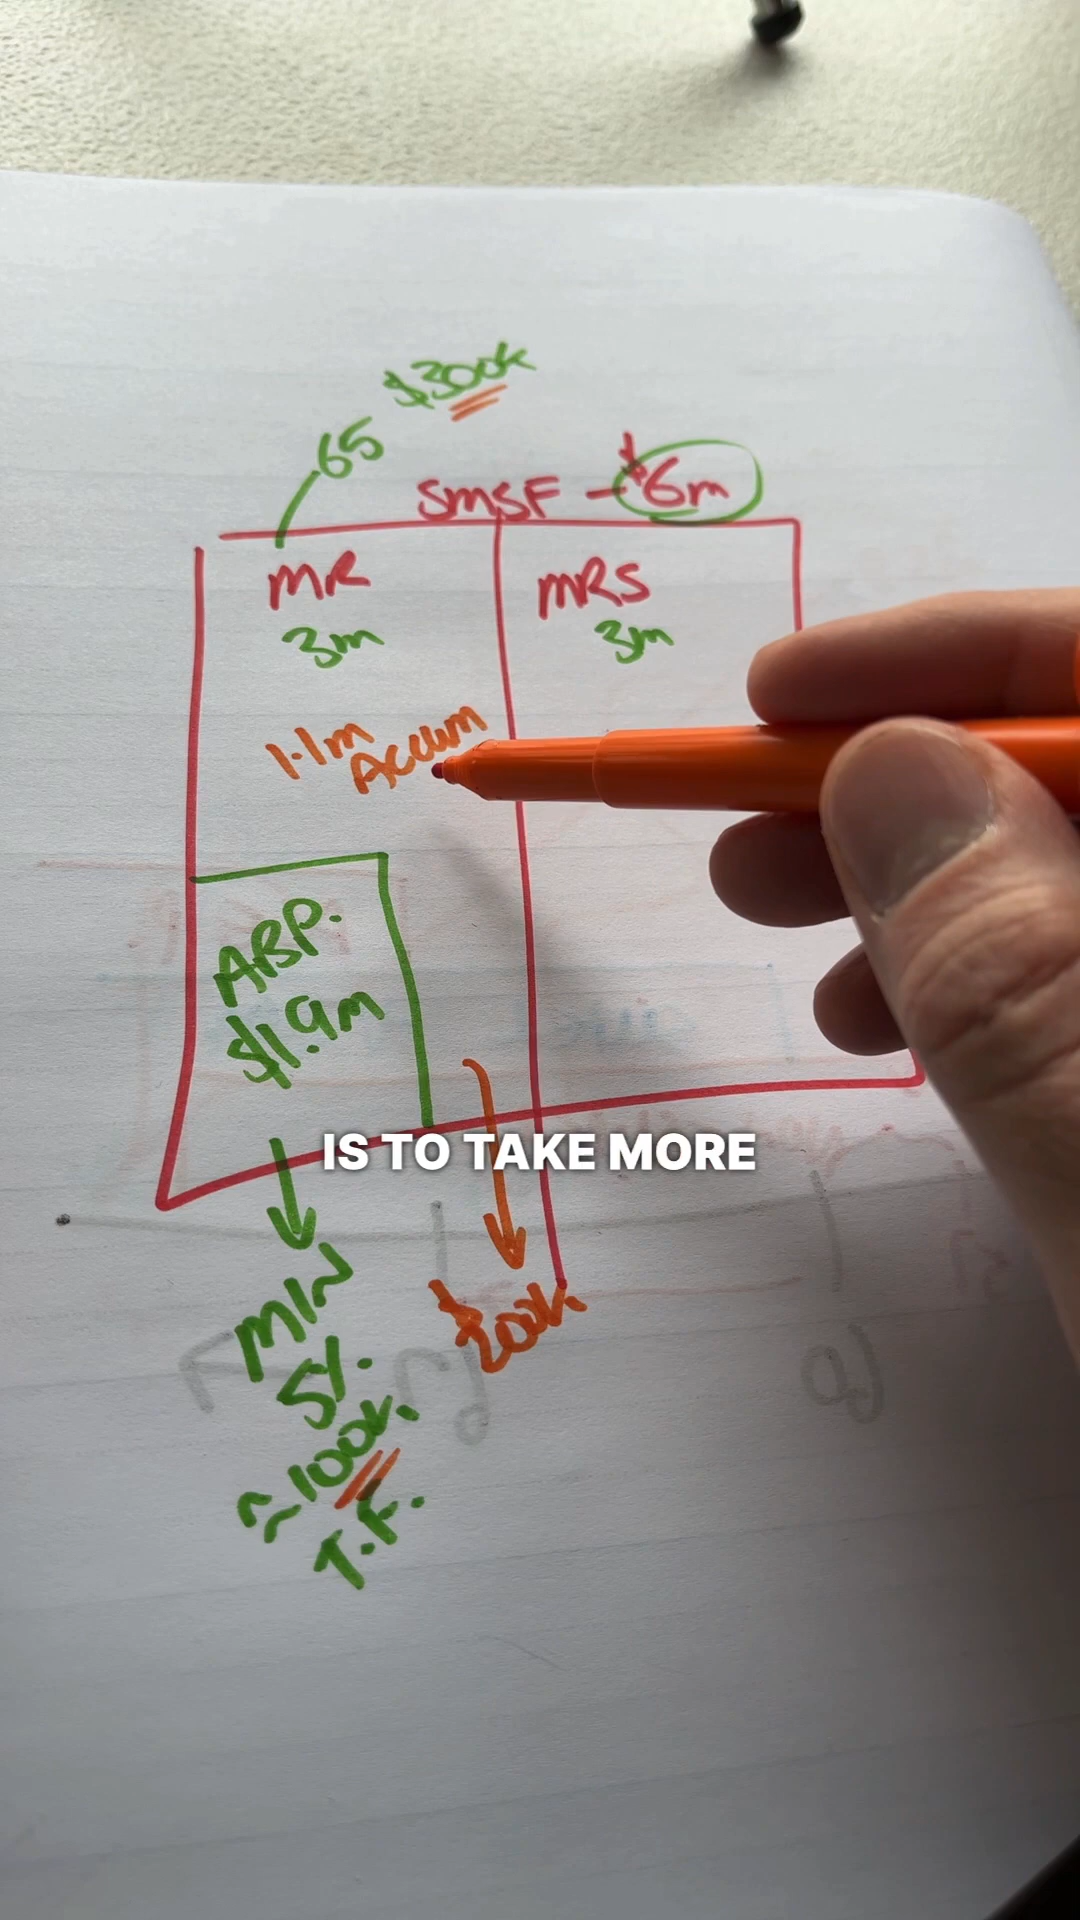 $300k
65
SMSF - $6m
MR
MRS
3m
3m
1.1m
Accum
ABP.
$1.9m
IS TO TAKE MORE
MIN
5%.
≈100k.
T.F.
$200k